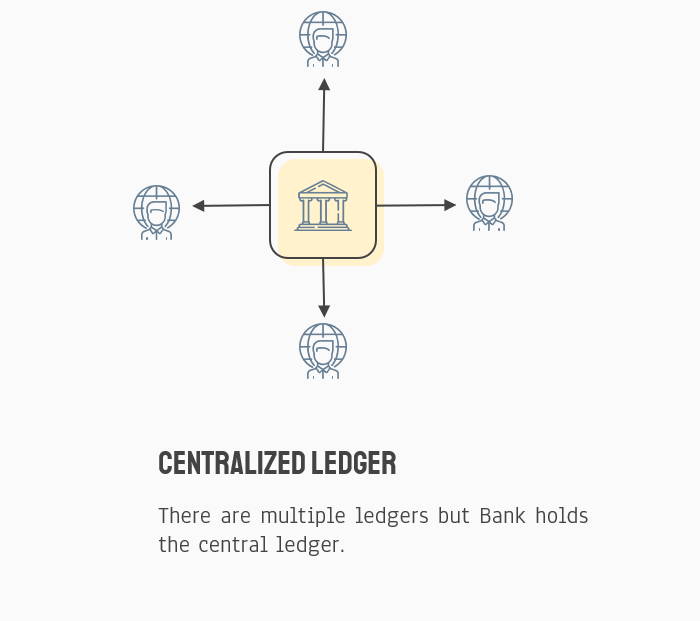 CENTRALIZED LEDGER
There are multiple ledgers but Bank holds
the central ledger.